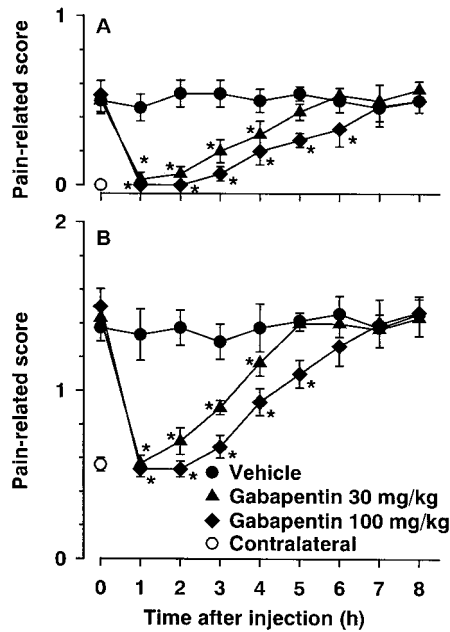 A
Pain-related score
1
0
* * * * * * * * * *
B
Pain-related score
2
1
0
* * * * * * * * *
Vehicle
Gabapentin 30 mg/kg
Gabapentin 100 mg/kg
Contralateral
0 1 2 3 4 5 6 7 8
Time after injection (h)